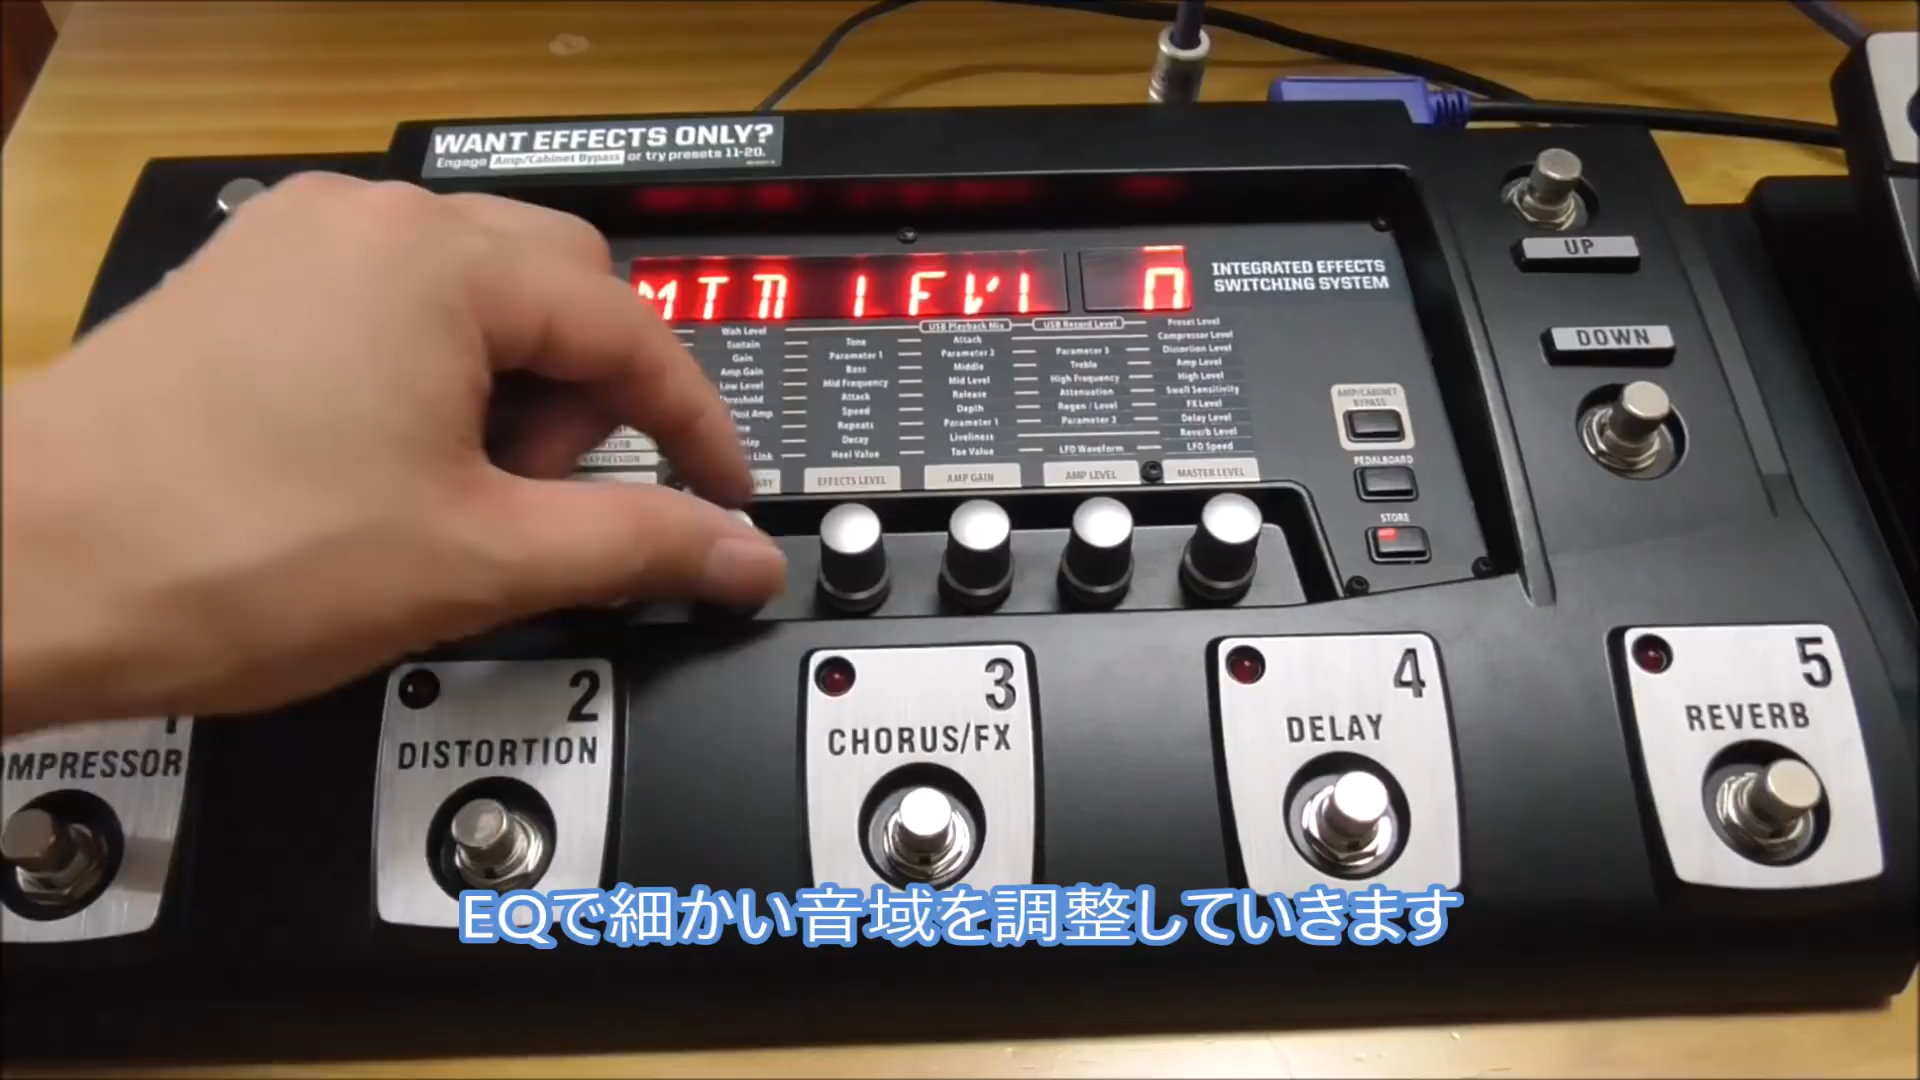 WANT EFFECTS ONLY?
Engage Amp/Cabinet Bypass or try presets 11-20.
INTEGRATED EFFECTS
SWITCHING SYSTEM
UP
DOWN
Wah Level
USB Playback Mix
USB Record Level
Preset Level
Sustain
Tone
Attack
Compressor Level
Gain
Parameter 1
Parameter 2
Parameter 3
Distortion Level
Amp Gain
Bass
Middle
Treble
Amp Level
Low Level
Mid Frequency
Mid Level
High Frequency
High Level
Attack
Release
Attenuation
Swell Sensitivity
Post Amp
Speed
Depth
Regen / Level
FX Level
Repeats
Parameter 1
Parameter 2
Delay Level
Decay
Liveliness
Reverb Level
Link
Heel Value
Toe Value
LFO Waveform
LFO Speed
EFFECTS LEVEL
AMP GAIN
AMP LEVEL
MASTER LEVEL
AMP/CABINET
BYPASS
PEDALBOARD
STORE
2
DISTORTION
3
CHORUS/FX
4
DELAY
5
REVERB
EQで細かい音域を調整していきます